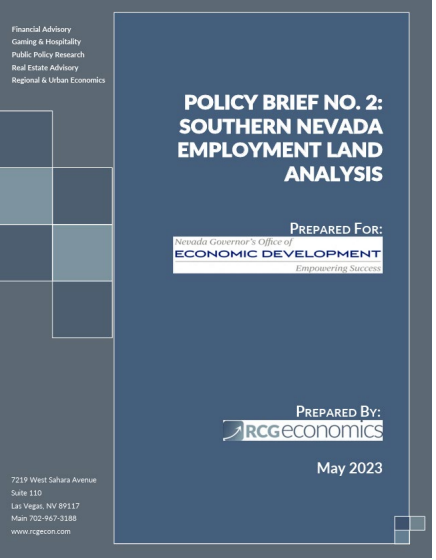 Financial Advisory
Gaming & Hospitality
Public Policy Research
Real Estate Advisory
Regional & Urban Economics
POLICY BRIEF NO. 2:
SOUTHERN NEVADA
EMPLOYMENT LAND
ANALYSIS
PREPARED FOR:
Nevada Governor's Office of
ECONOMIC DEVELOPMENT
Empowering Success
PREPARED BY:
RCGeconomics
May 2023
7219 West Sahara Avenue
Suite 110
Las Vegas, NV 89117
Main 702-967-3188
www.rcgecon.com